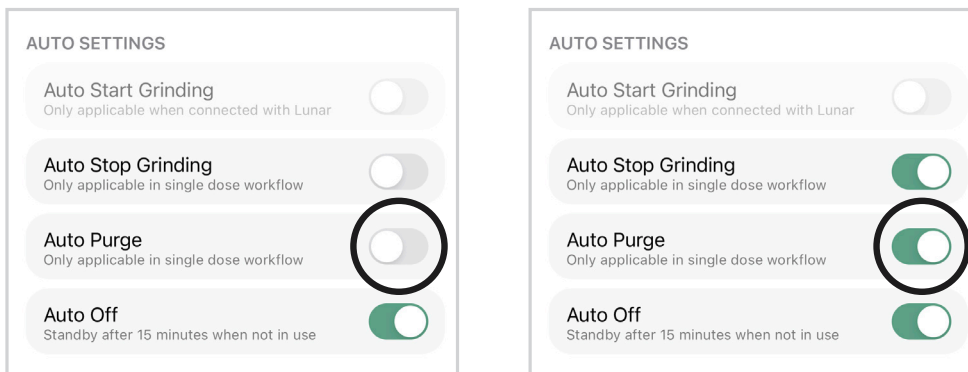 AUTO SETTINGS
Auto Start Grinding
Only applicable when connected with Lunar
Auto Stop Grinding
Only applicable in single dose workflow
Auto Purge
Only applicable in single dose workflow
Auto Off
Standby after 15 minutes when not in use
AUTO SETTINGS
Auto Start Grinding
Only applicable when connected with Lunar
Auto Stop Grinding
Only applicable in single dose workflow
Auto Purge
Only applicable in single dose workflow
Auto Off
Standby after 15 minutes when not in use